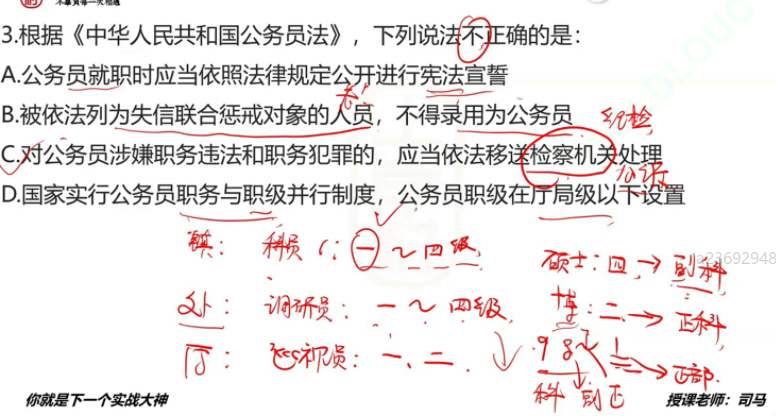 3.根据《中华人民共和国公务员法》，下列说法不正确的是：
A.公务员就职时应当依照法律规定公开进行宪法宣誓
B.被依法列为失信联合惩戒对象的人员，不得录用为公务员
纪检
C.对公务员涉嫌职务违法和职务犯罪的，应当依法移送检察机关处理
D.国家实行公务员职务与职级并行制度，公务员职级在厅局级以下设置
科员 一～四级
a23692948
硕士：四→副科
处：调研员：一～四级
博：二→正科
厅：巡视员：一、二
正部
科 副 正
你就是下一个实战大神
授课老师：司马